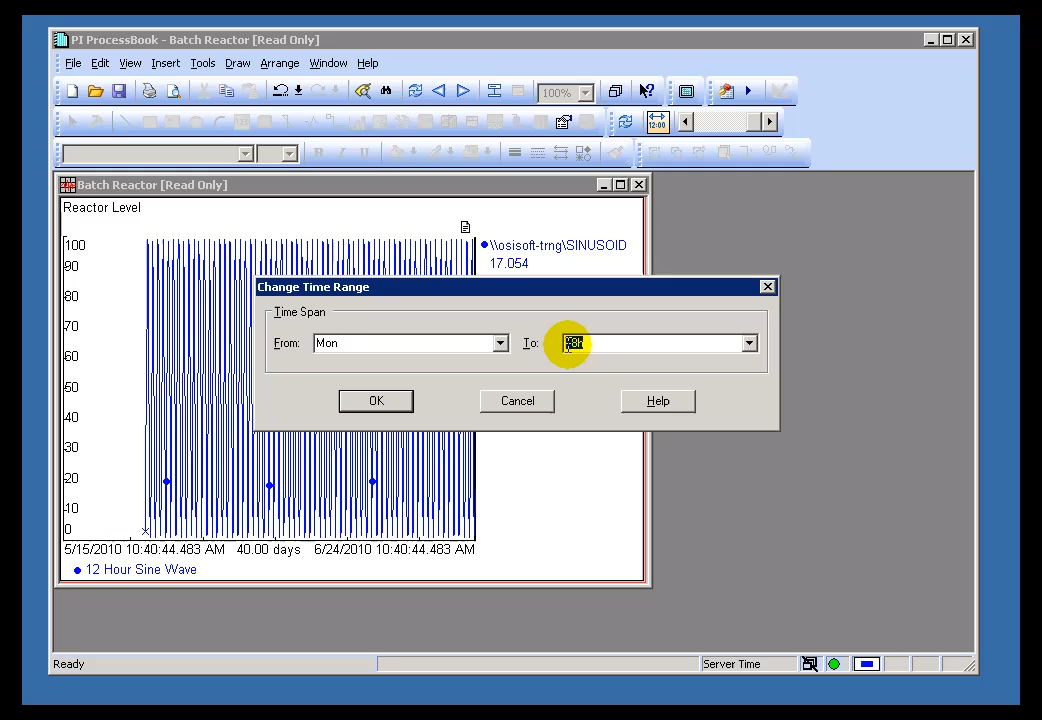 PI ProcessBook - Batch Reactor [Read Only]
File Edit View Insert Tools Draw Arrange Window Help
100%
12:00
Batch Reactor [Read Only]
Reactor Level
100
90
80
70
60
50
40
30
20
10
0
\\osisoft-trng\SINUSOID
17.054
Change Time Range
Time Span
From: Mon To:
OK Cancel Help
5/15/2010 10:40:44.483 AM 40.00 days 6/24/2010 10:40:44.483 AM
12 Hour Sine Wave
Ready Server Time